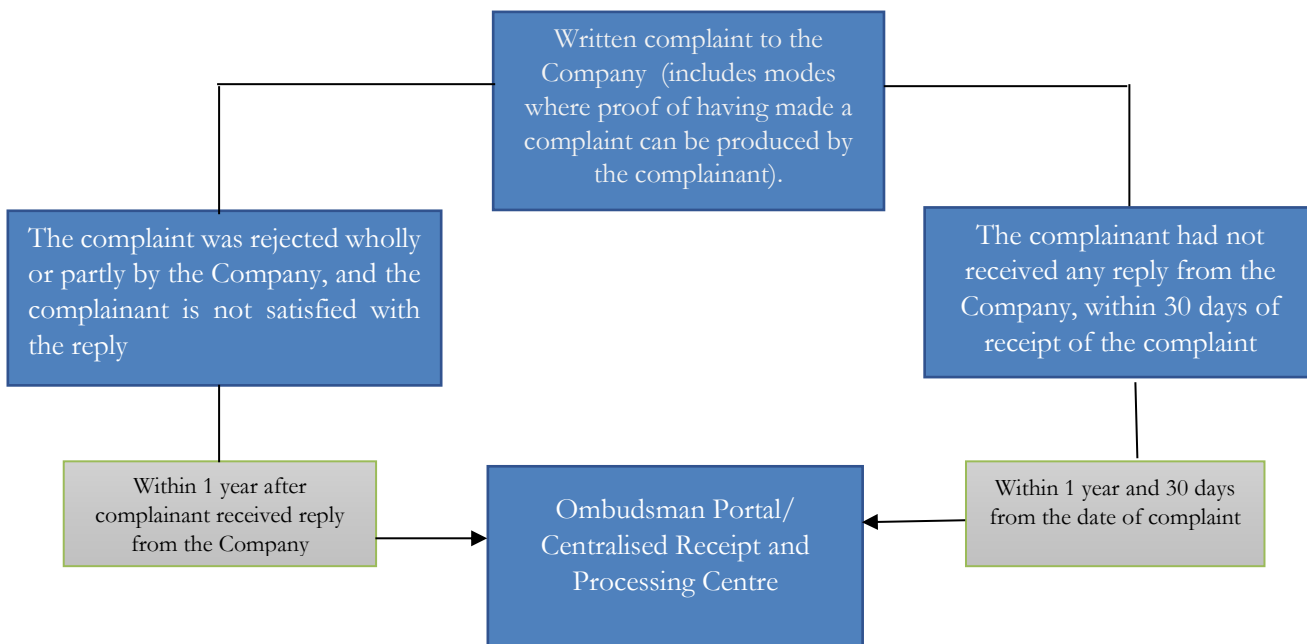 Written complaint to the
Company (includes modes
where proof of having made a
complaint can be produced by
the complainant).
The complaint was rejected wholly
or partly by the Company, and the
complainant is not satisfied with
the reply
The complainant had not
received any reply from the
Company, within 30 days of
receipt of the complaint
Within 1 year after
complainant received reply
from the Company
Ombudsman Portal/
Centralised Receipt and
Processing Centre
Within 1 year and 30 days
from the date of complaint